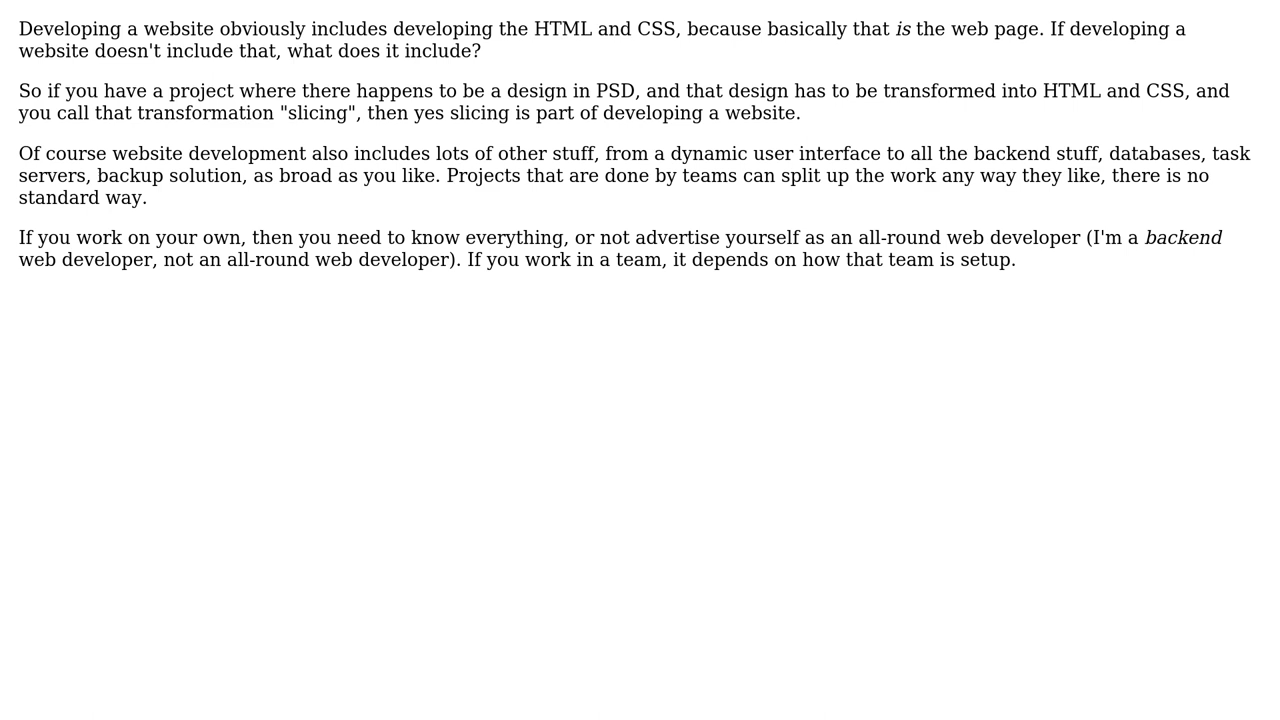 Developing a website obviously includes developing the HTML and CSS, because basically that is the web page. If developing a
website doesn't include that, what does it include?
So if you have a project where there happens to be a design in PSD, and that design has to be transformed into HTML and CSS, and
you call that transformation "slicing", then yes slicing is part of developing a website.
Of course website development also includes lots of other stuff, from a dynamic user interface to all the backend stuff, databases, task
servers, backup solution, as broad as you like. Projects that are done by teams can split up the work any way they like, there is no
standard way.
If you work on your own, then you need to know everything, or not advertise yourself as an all-round web developer (I'm a backend
web developer, not an all-round web developer). If you work in a team, it depends on how that team is setup.